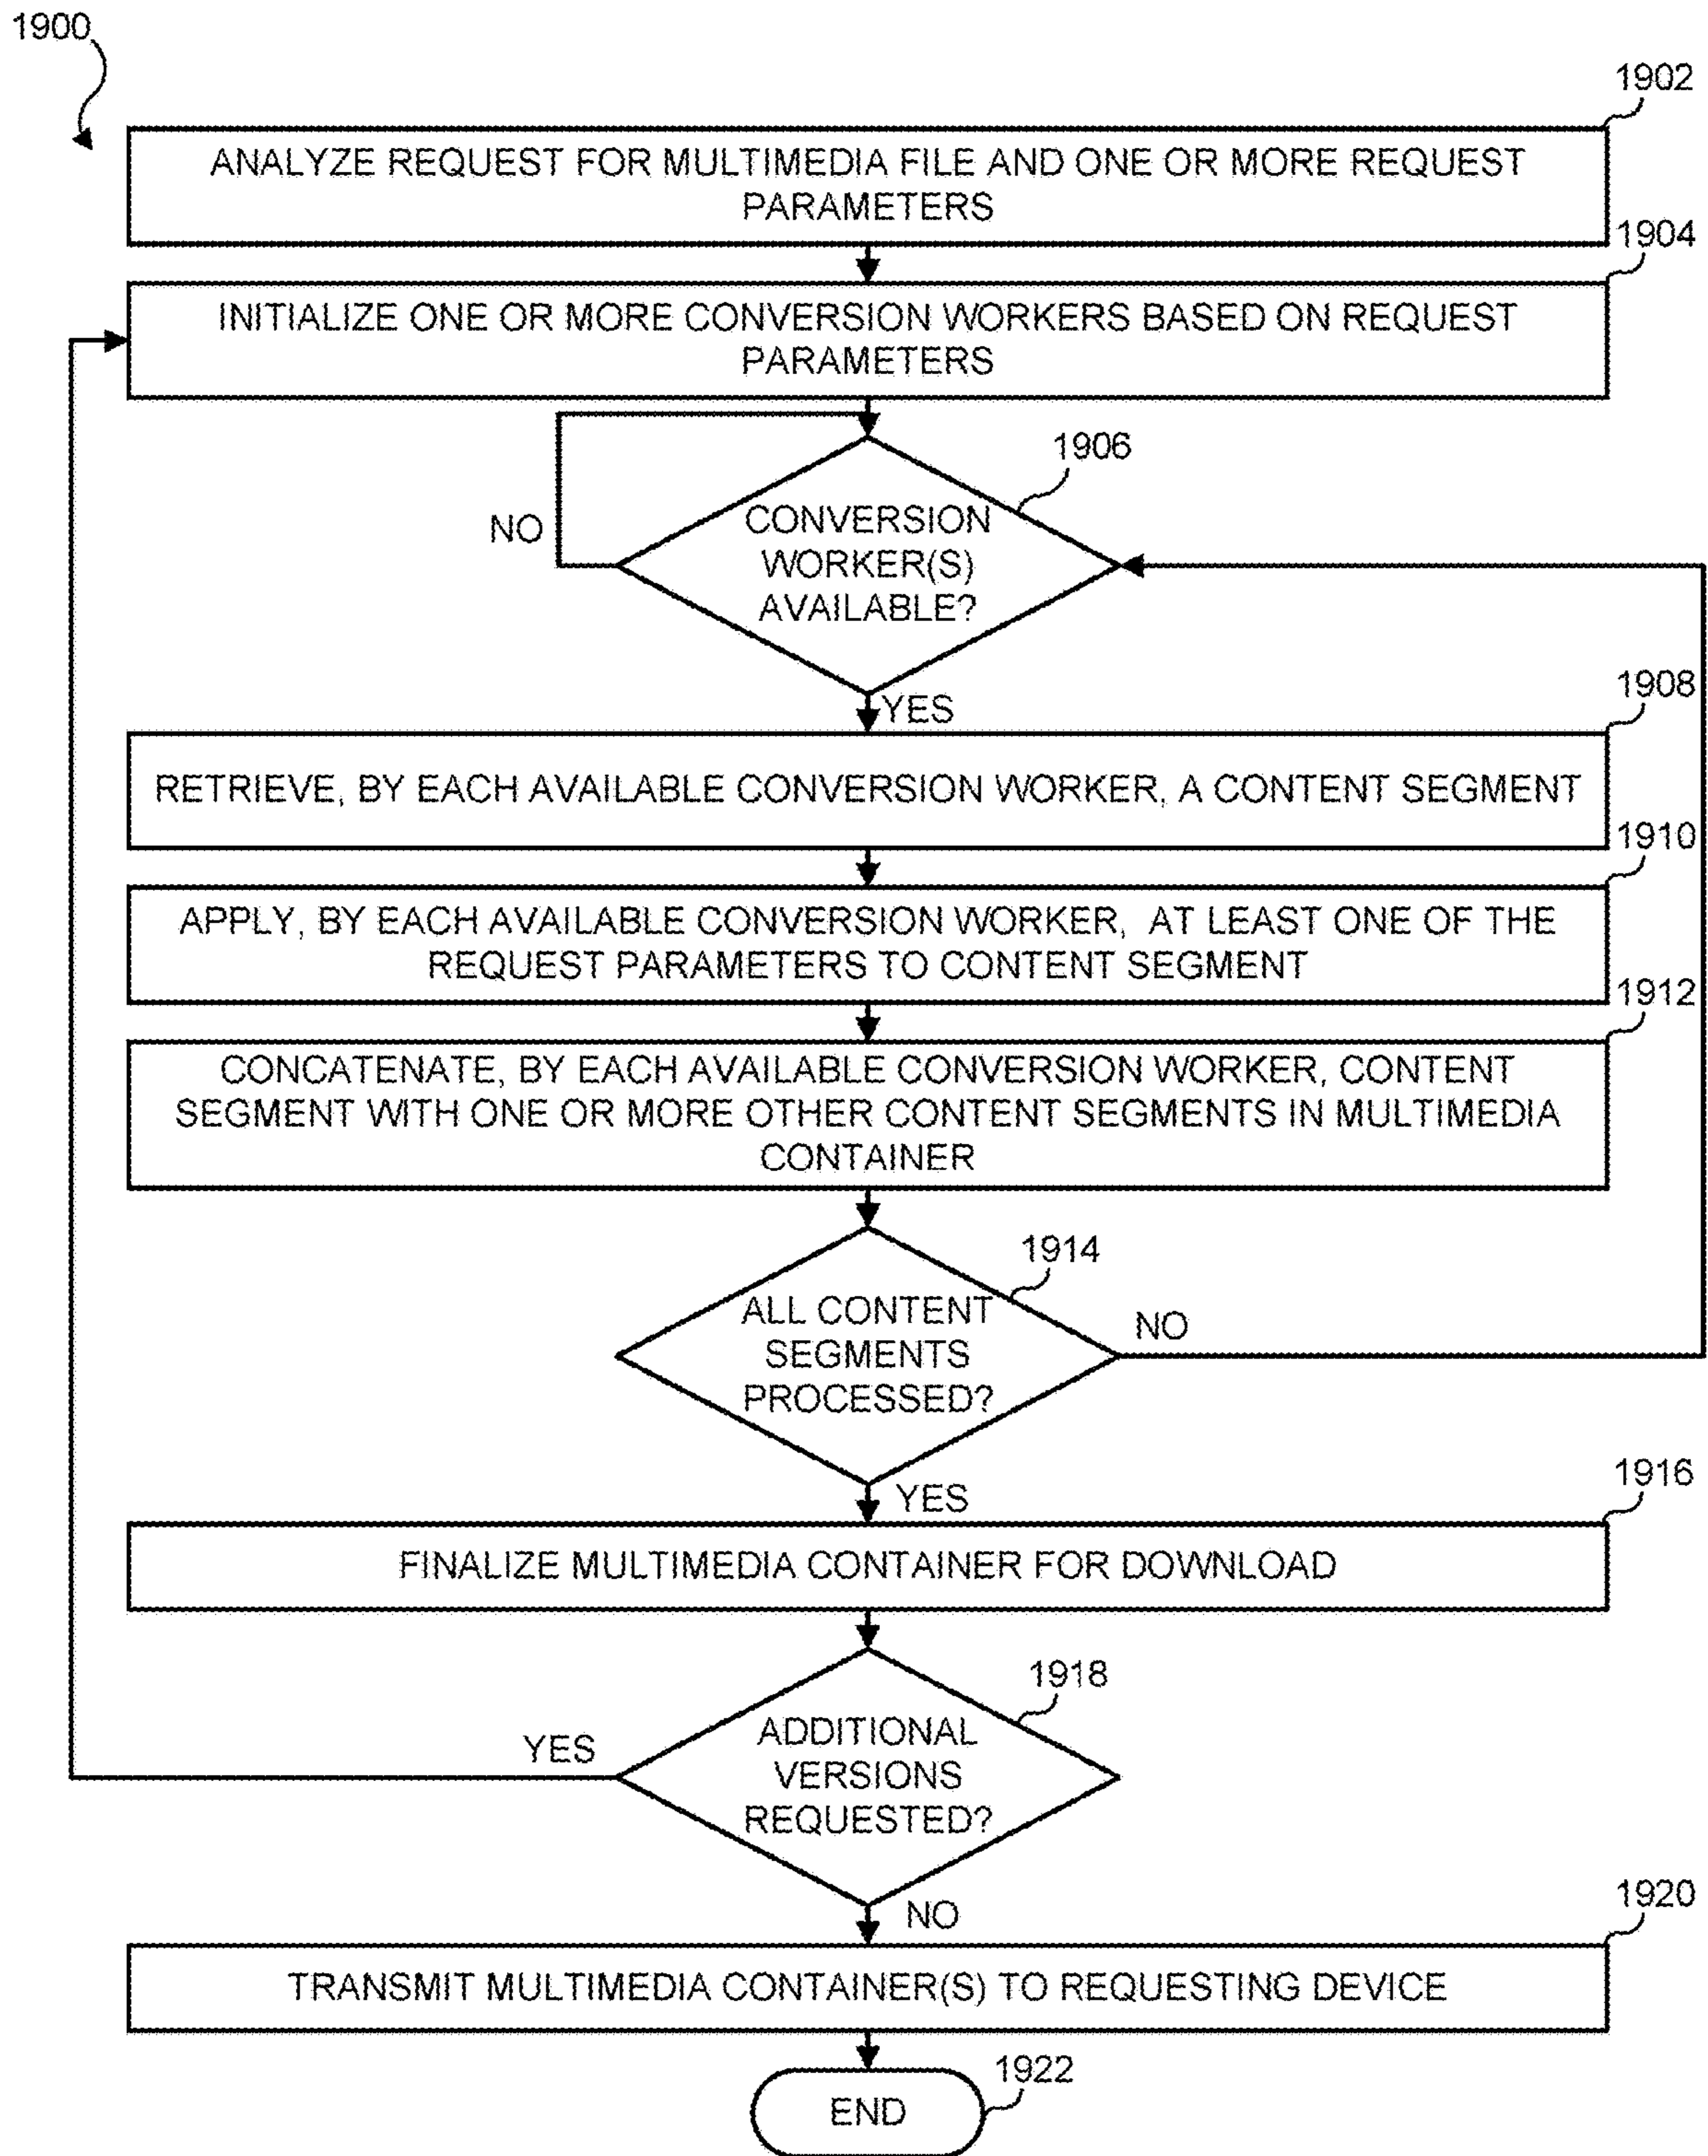 1900
1902
ANALYZE REQUEST FOR MULTIMEDIA FILE AND ONE OR MORE REQUEST
PARAMETERS
1904
INITIALIZE ONE OR MORE CONVERSION WORKERS BASED ON REQUEST
PARAMETERS
1906
NO
CONVERSION
WORKER(S)
AVAILABLE?
YES
1908
RETRIEVE, BY EACH AVAILABLE CONVERSION WORKER, A CONTENT SEGMENT
1910
APPLY, BY EACH AVAILABLE CONVERSION WORKER, AT LEAST ONE OF THE
REQUEST PARAMETERS TO CONTENT SEGMENT
1912
CONCATENATE, BY EACH AVAILABLE CONVERSION WORKER, CONTENT
SEGMENT WITH ONE OR MORE OTHER CONTENT SEGMENTS IN MULTIMEDIA
CONTAINER
1914
ALL CONTENT
SEGMENTS
PROCESSED?
NO
YES
1916
FINALIZE MULTIMEDIA CONTAINER FOR DOWNLOAD
1918
YES
ADDITIONAL
VERSIONS
REQUESTED?
NO
1920
TRANSMIT MULTIMEDIA CONTAINER(S) TO REQUESTING DEVICE
1922
END